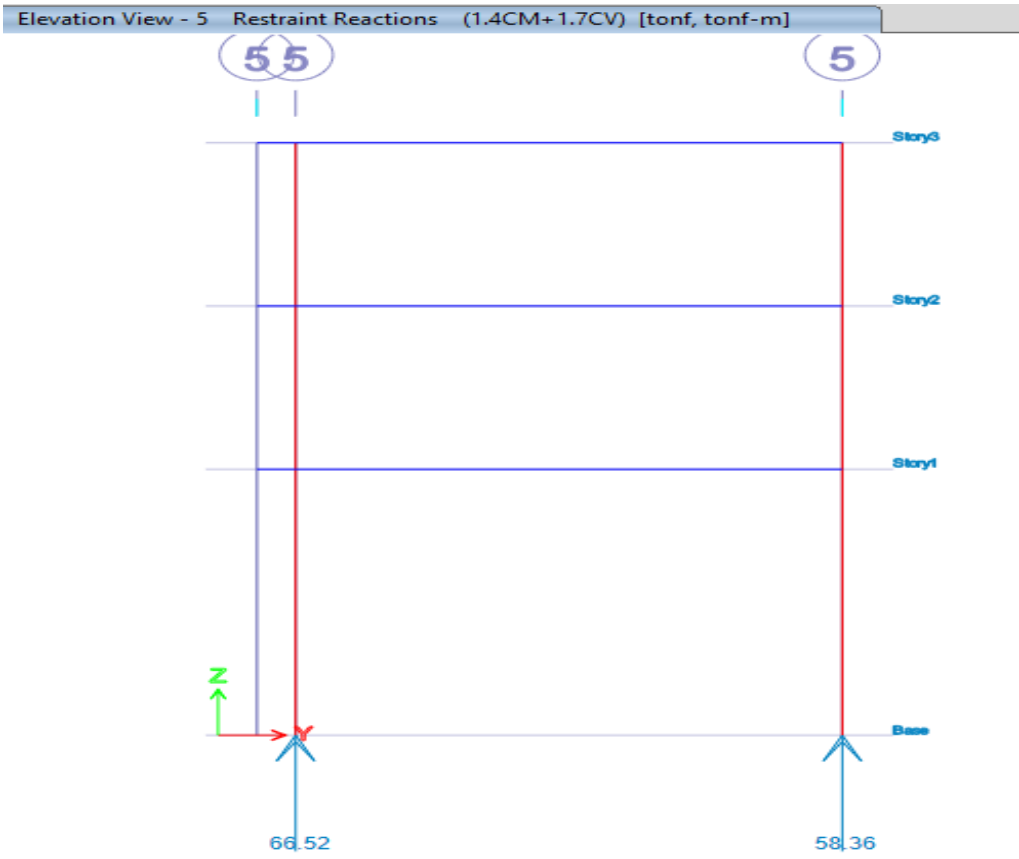 Elevation View - 5 Restraint Reactions (1.4CM+1.7CV) [tonf, tonf-m]
5 5 5
Story3
Story2
Story1
Z
Y
Base
66.52 58.36